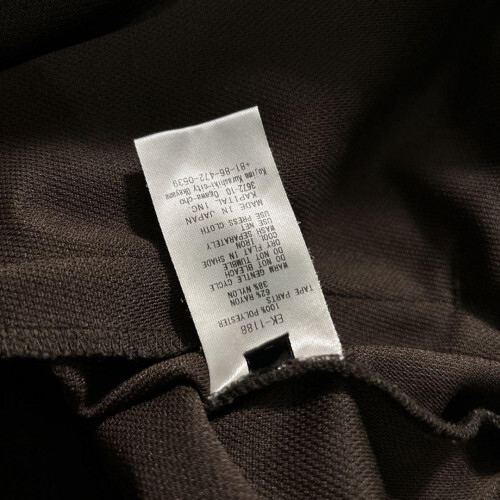 EK-1188
100% POLYESTER
TAPE PARTS
62% RAYON
38% NYLON
WARM GENTLE CYCLE
DO NOT BLEACH
DO NOT TUMBLE
DRY FLAT IN SHADE
COOL IRON
WASH SEPARATELY
USE NET
USE PRESS CLOTH
MADE IN JAPAN
KAPITAL INC.
3672-10 Ogawa-cho
Kojima Kurashiki-city Okayama
+81-86-472-0539